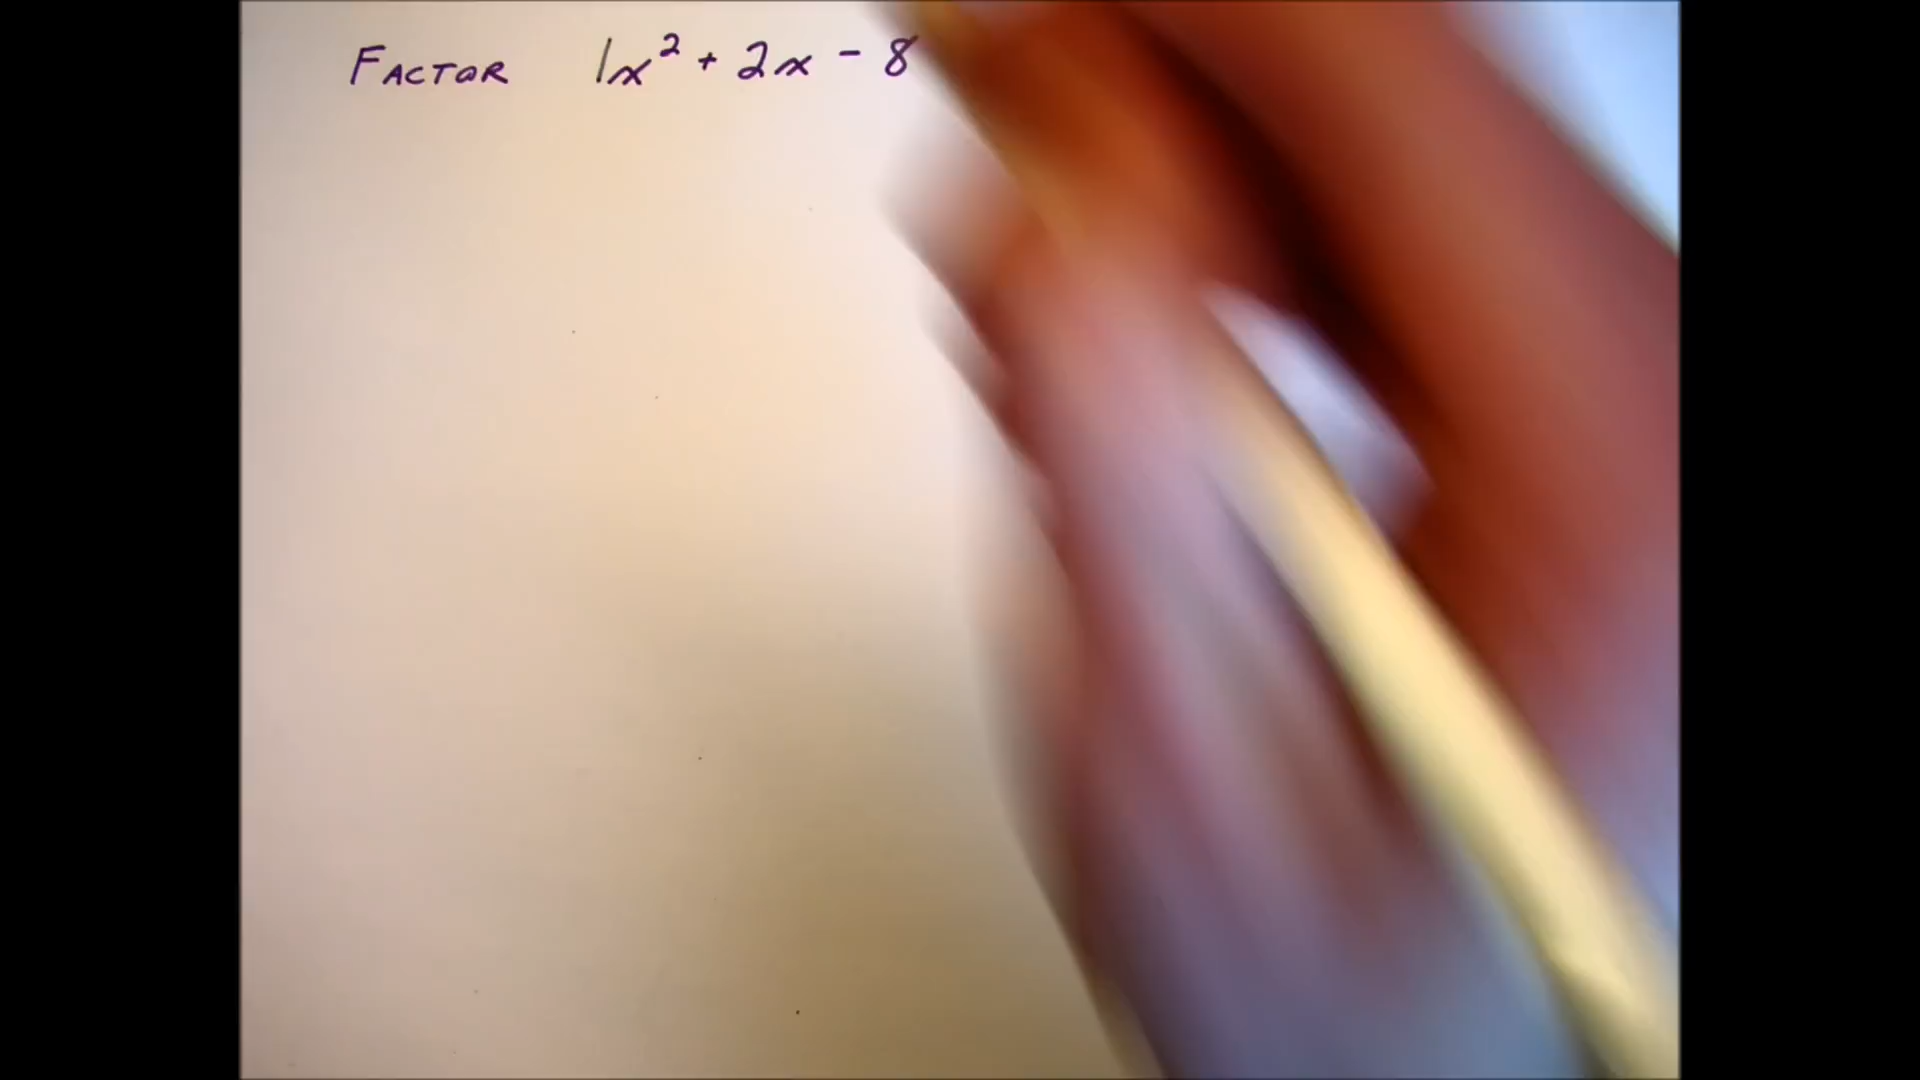 FACTOR 1x² + 2x - 8